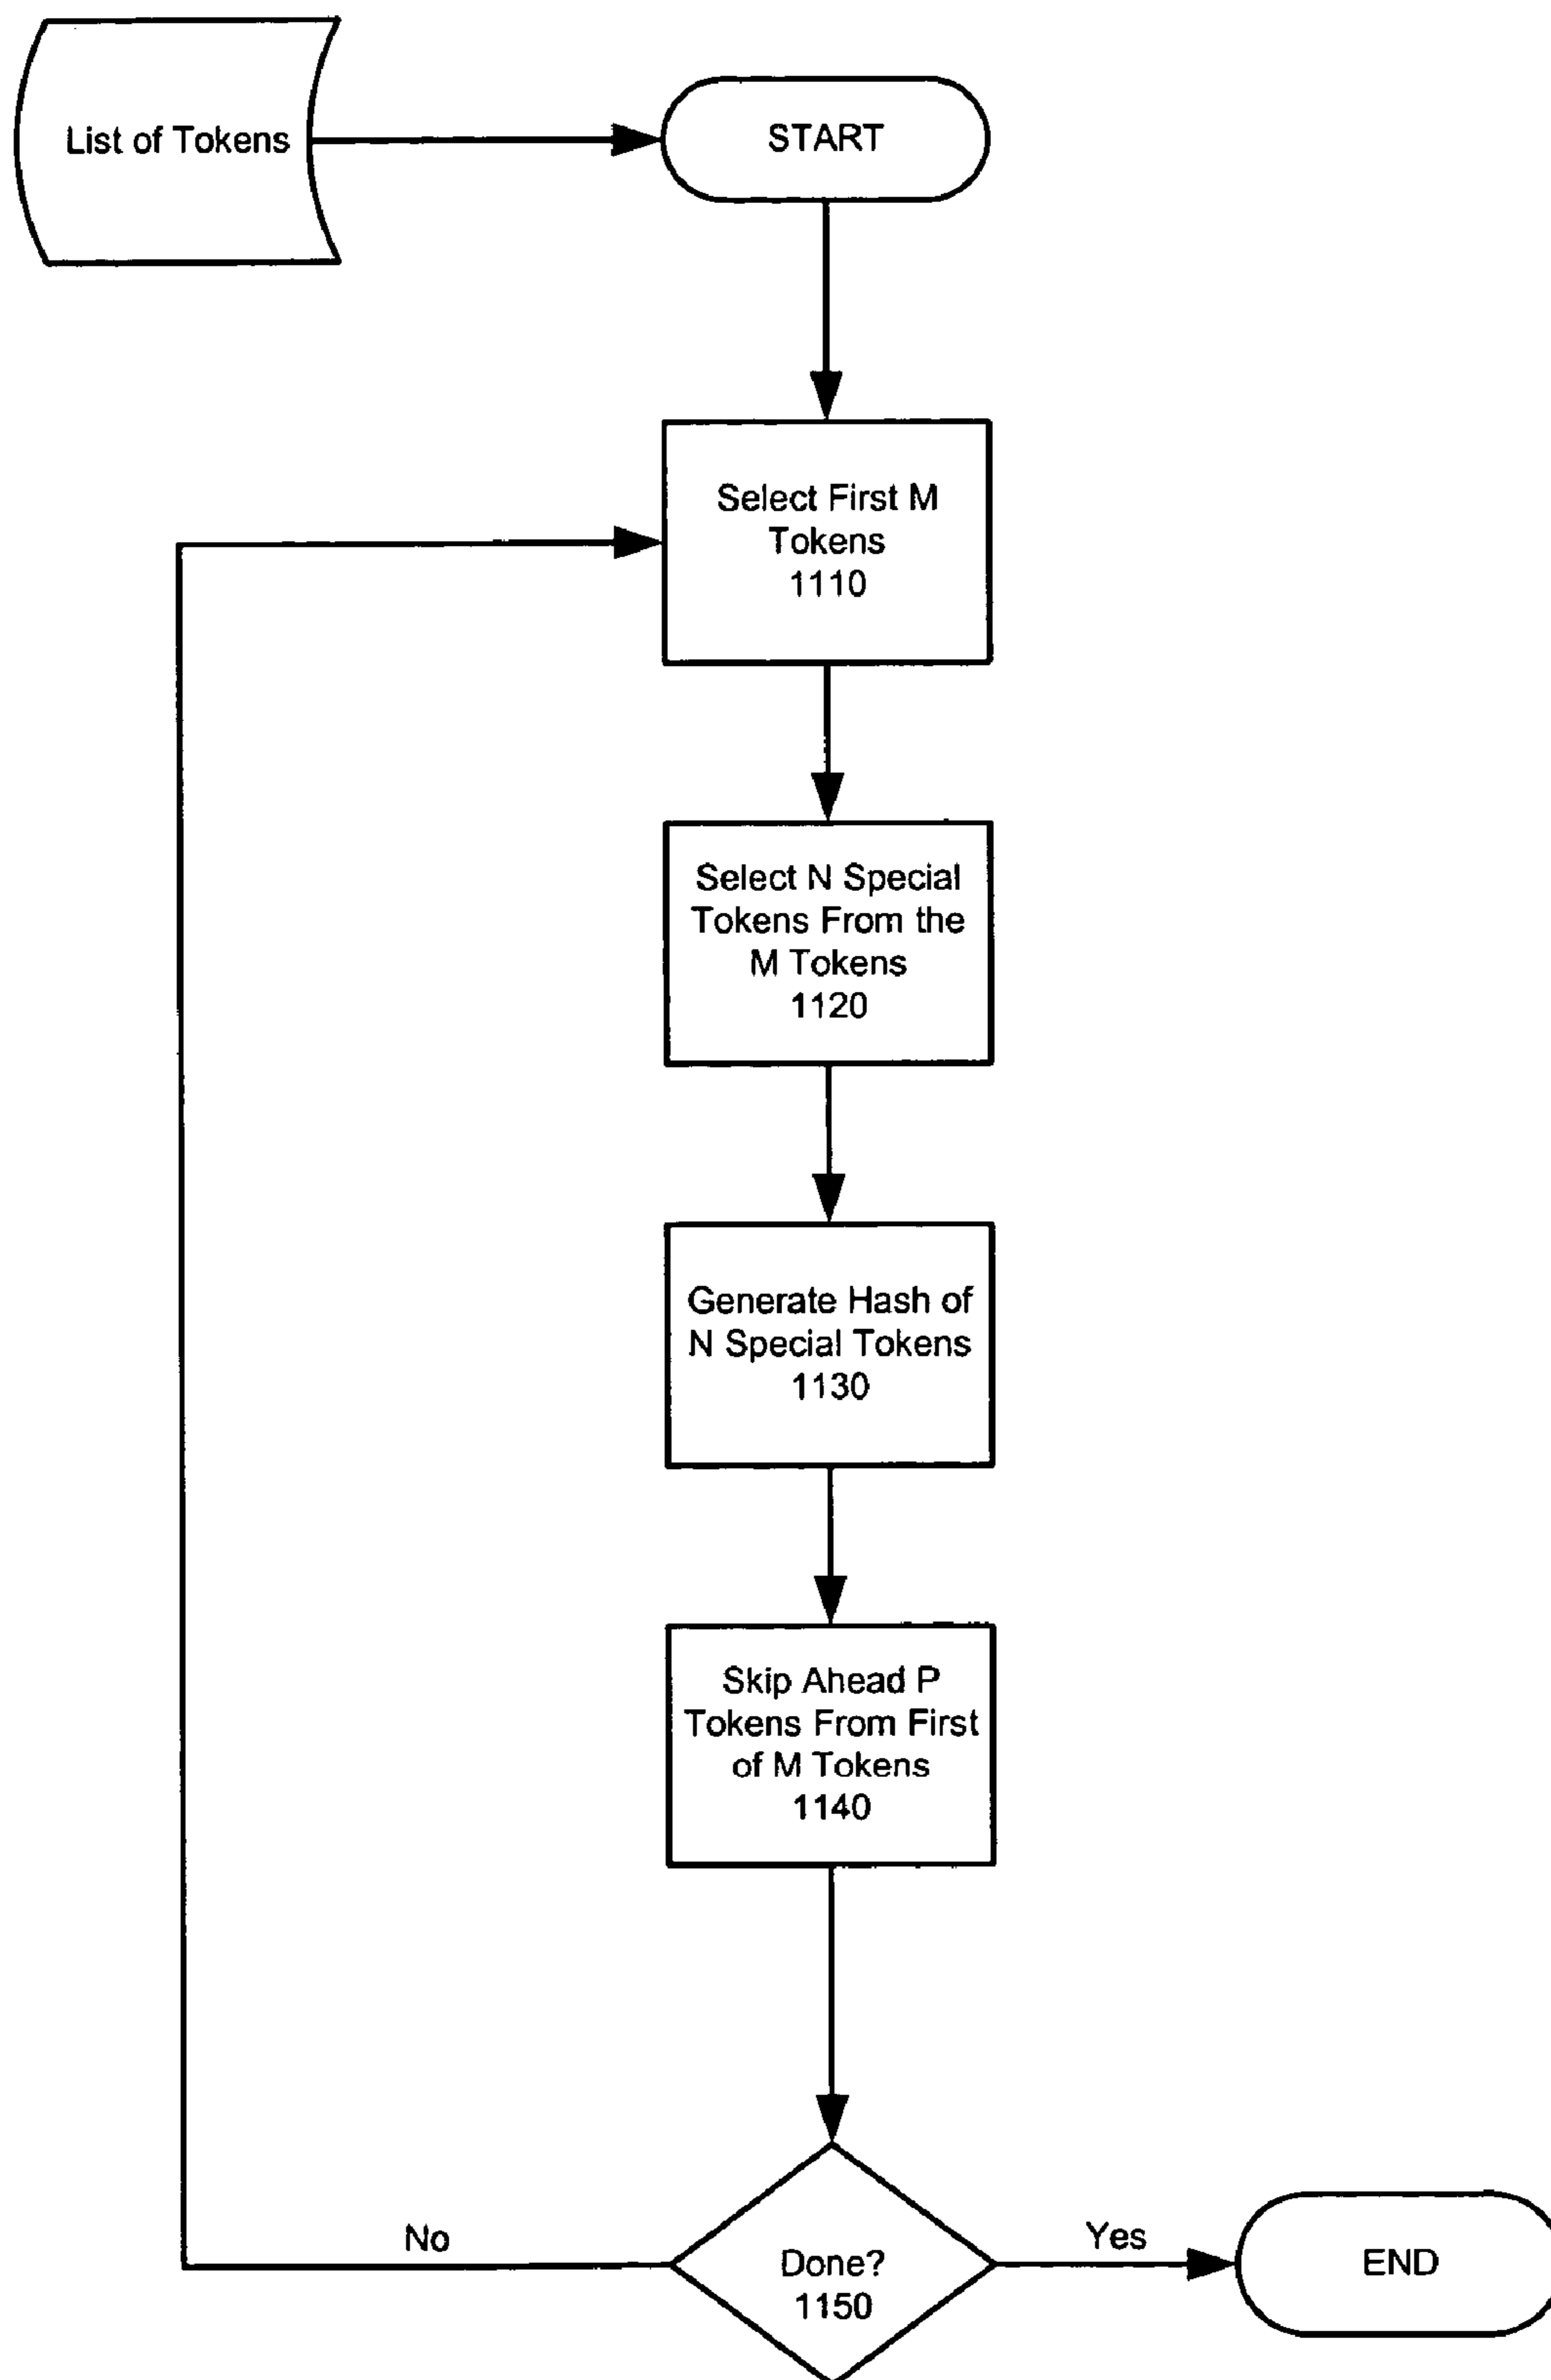 List of Tokens
START
Select First M
Tokens
1110
Select N Special
Tokens From the
M Tokens
1120
Generate Hash of
N Special Tokens
1130
Skip Ahead P
Tokens From First
of M Tokens
1140
No
Done?
1150
Yes
END